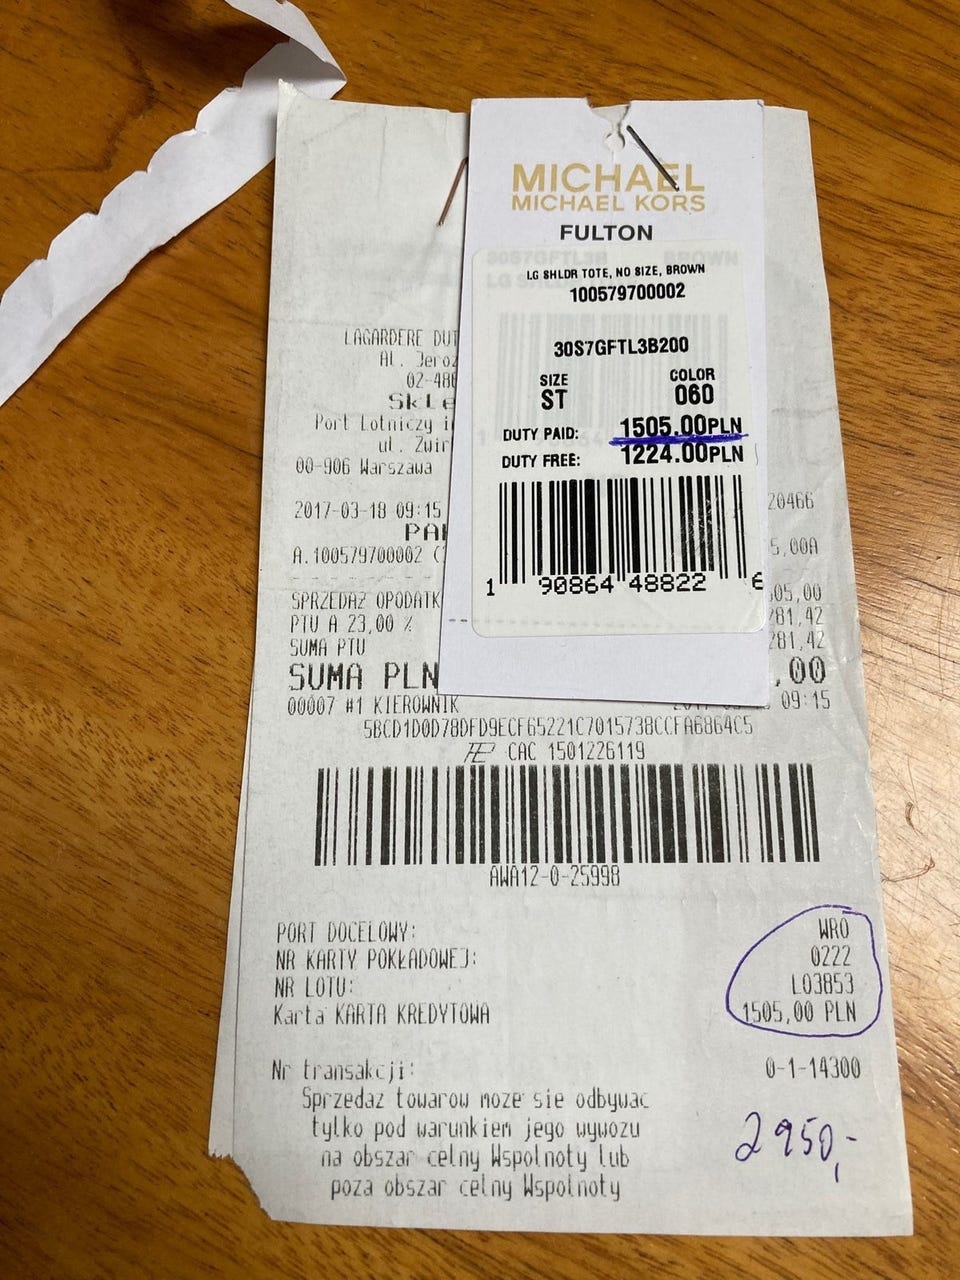 MICHAEL
MICHAEL KORS
FULTON
LG SHLDR TOTE, NO SIZE, BROWN
100579700002
30S7GFTL3B200
SIZE
ST
COLOR
060
DUTY PAID: 1505.00PLN
DUTY FREE: 1224.00PLN
1 90864 48822 6
LAGARDERE DUT
Al. Jeroz
02-486
Skle
Port Lotniczy i
ul. Zwir
00-906 Warszawa
2017-03-18 09:15 20466
PAR
A.100579700002 ( 5,00A
SPRZEDAŻ OPODATK 505,00
PTU A 23,00 % 281,42
SUMA PTU 281,42
SUMA PLN ,00
00007 #1 KIEROWNIK 09:15
5BCD1D0D78DFD9ECF65221C7015738CCFA6864C5
CAC 1501226119
AWA12-0-25998
PORT DOCELOWY: WRO
NR KARTY POKŁADOWEJ: 0222
NR LOTU: LO3853
Karta KARTA KREDYTOWA 1505,00 PLN
Nr transakcji: 0-1-14300
Sprzedaz towarow moze sie odbywac
tylko pod warunkiem jego wywozu
na obszar celny Wspolnoty lub
poza obszar celny Wspolnoty
2950,-